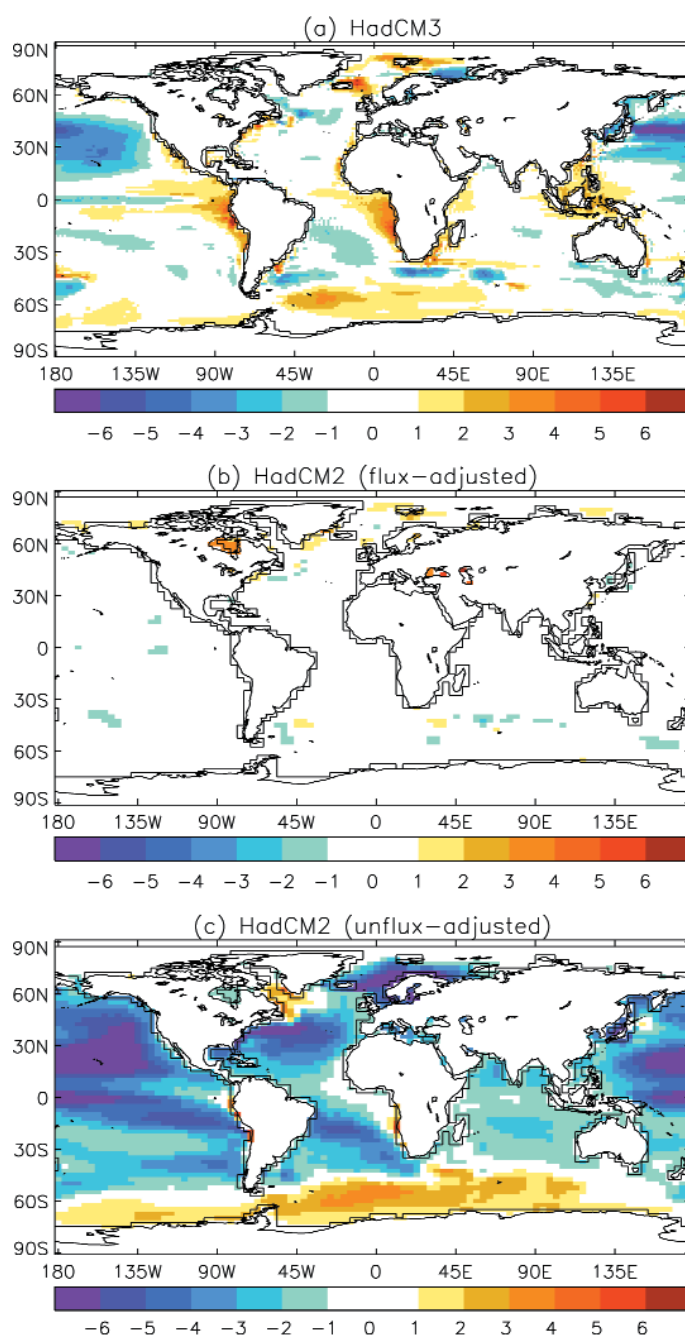 (a) HadCM3
90N
60N
30N
0
30S
60S
90S
180 135W 90W 45W 0 45E 90E 135E
−6 −5 −4 −3 −2 −1 0 1 2 3 4 5 6
(b) HadCM2 (flux−adjusted)
90N
60N
30N
0
30S
60S
90S
180 135W 90W 45W 0 45E 90E 135E
−6 −5 −4 −3 −2 −1 0 1 2 3 4 5 6
(c) HadCM2 (unflux−adjusted)
90N
60N
30N
0
30S
60S
90S
180 135W 90W 45W 0 45E 90E 135E
−6 −5 −4 −3 −2 −1 0 1 2 3 4 5 6